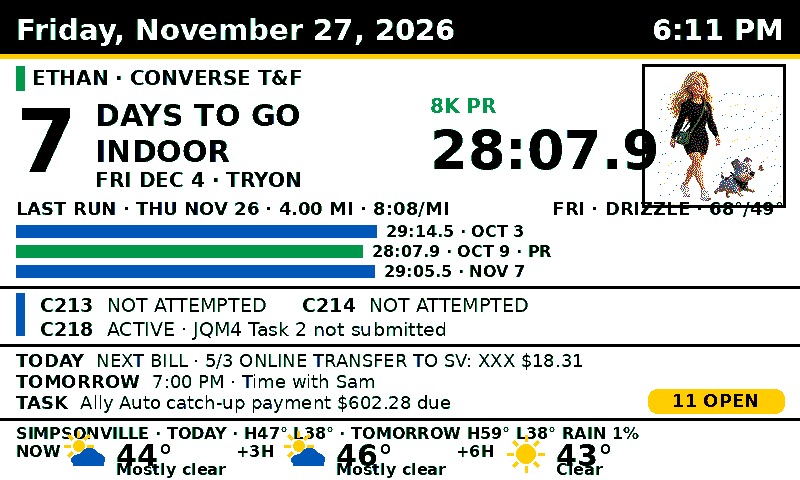 Friday, November 27, 2026 6:11 PM
ETHAN · CONVERSE T&F
7 DAYS TO GO
INDOOR
FRI DEC 4 · TRYON
8K PR
28:07.9
LAST RUN · THU NOV 26 · 4.00 MI · 8:08/MI FRI · DRIZZLE · 68°/49°
29:14.5 · OCT 3
28:07.9 · OCT 9 · PR
29:05.5 · NOV 7
C213 NOT ATTEMPTED C214 NOT ATTEMPTED
C218 ACTIVE · JQM4 Task 2 not submitted
TODAY NEXT BILL · 5/3 ONLINE TRANSFER TO SV: XXX $18.31
TOMORROW 7:00 PM · Time with Sam
TASK Ally Auto catch-up payment $602.28 due 11 OPEN
SIMPSONVILLE · TODAY · H47° L38° · TOMORROW H59° L38° RAIN 1%
NOW 44° +3H 46° +6H 43°
Mostly clear Mostly clear Clear